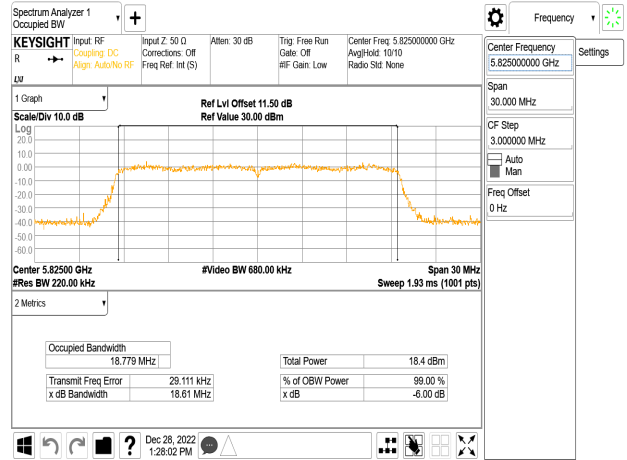 Spectrum Analyzer 1
Occupied BW
Frequency
KEYSIGHT
R
Input: RF
Coupling: DC
Align: Auto/No RF
Input Z: 50 Ω
Corrections: Off
Freq Ref: Int (S)
Atten: 30 dB
Trig: Free Run
Gate: Off
#IF Gain: Low
Center Freq: 5.825000000 GHz
Avg|Hold: 10/10
Radio Std: None
LXI
Center Frequency
5.825000000 GHz
Settings
Span
30.000 MHz
CF Step
3.000000 MHz
Auto
Man
Freq Offset
0 Hz
1 Graph
Ref Lvl Offset 11.50 dB
Scale/Div 10.0 dB
Ref Value 30.00 dBm
Log
20.0
10.0
0.00
-10.0
-20.0
-30.0
-40.0
-50.0
-60.0
Center 5.82500 GHz
#Video BW 680.00 kHz
Span 30 MHz
#Res BW 220.00 kHz
Sweep 1.93 ms (1001 pts)
2 Metrics
Occupied Bandwidth
18.779 MHz
Total Power 18.4 dBm
Transmit Freq Error 29.111 kHz
% of OBW Power 99.00 %
x dB Bandwidth 18.61 MHz
x dB -6.00 dB
?
Dec 28, 2022
1:28:02 PM